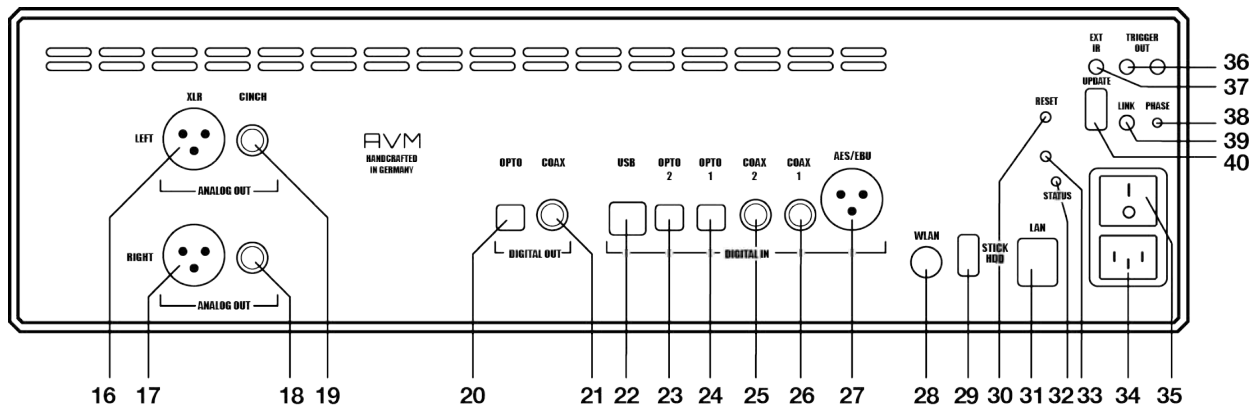 EXT IR
TRIGGER OUT
36
37
UPDATE
XLR
CINCH
RESET
LINK
PHASE
38
39
40
LEFT
AVM
HANDCRAFTED
IN GERMANY
OPTO
COAX
USB
OPTO 2
OPTO 1
COAX 2
COAX 1
AES/EBU
ANALOG OUT
STATUS
LAN
WLAN
STICK
HDD
RIGHT
DIGITAL OUT
DIGITAL IN
ANALOG OUT
16 17 18 19 20 21 22 23 24 25 26 27 28 29 30 31 32 33 34 35